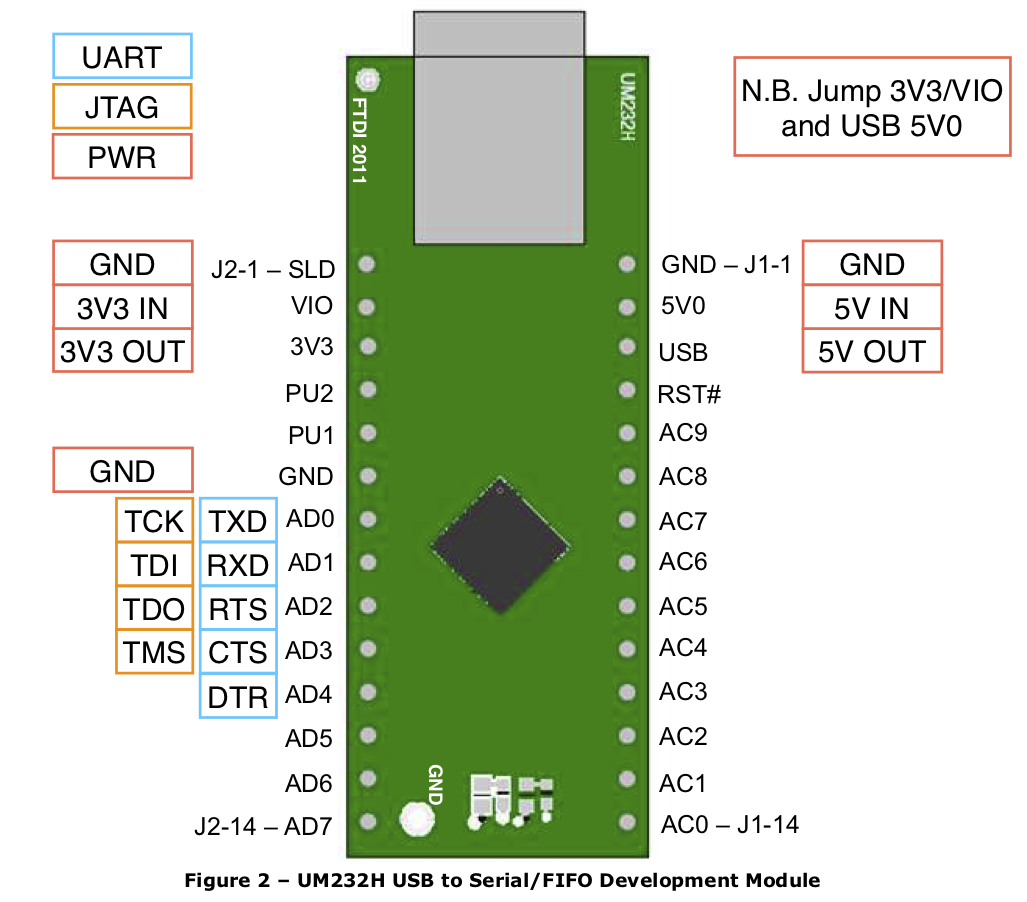 UART
JTAG
PWR
FTDI 2011
UM232H
N.B. Jump 3V3/VIO
and USB 5V0
GND J2-1 – SLD GND – J1-1 GND
3V3 IN VIO 5V0 5V IN
3V3 OUT 3V3 USB 5V OUT
PU2 RST#
PU1 AC9
GND GND AC8
TCK TXD AD0 AC7
TDI RXD AD1 AC6
TDO RTS AD2 AC5
TMS CTS AD3 AC4
DTR AD4 AC3
AD5 AC2
AD6 AC1
GND
J2-14 – AD7 AC0 – J1-14
Figure 2 – UM232H USB to Serial/FIFO Development Module